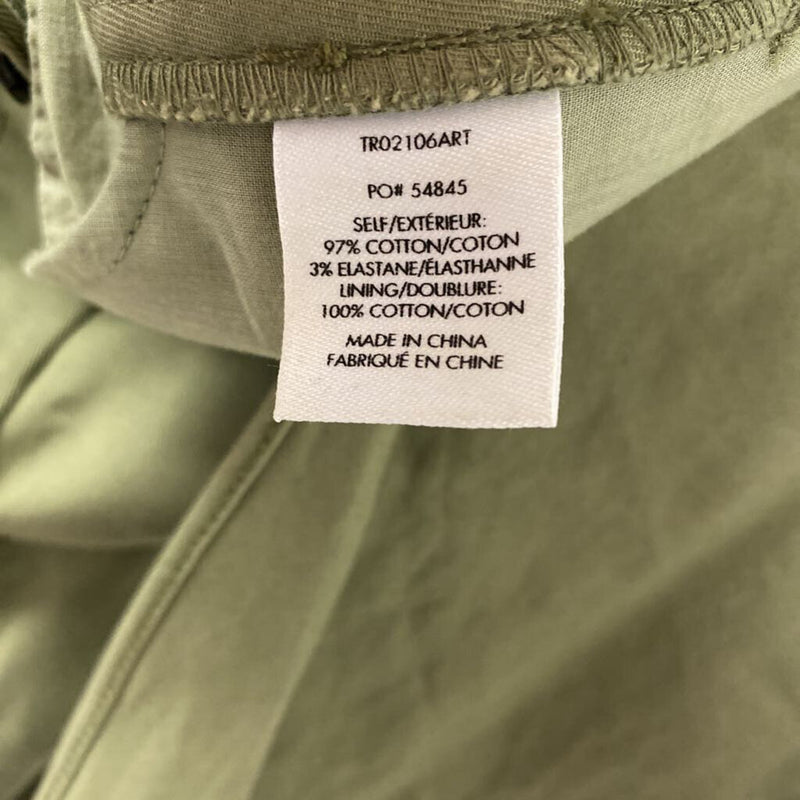 TR02106ART
PO# 54845
SELF/EXTÉRIEUR:
97% COTTON/COTON
3% ELASTANE/ÉLASTHANNE
LINING/DOUBLURE:
100% COTTON/COTON
MADE IN CHINA
FABRIQUÉ EN CHINE